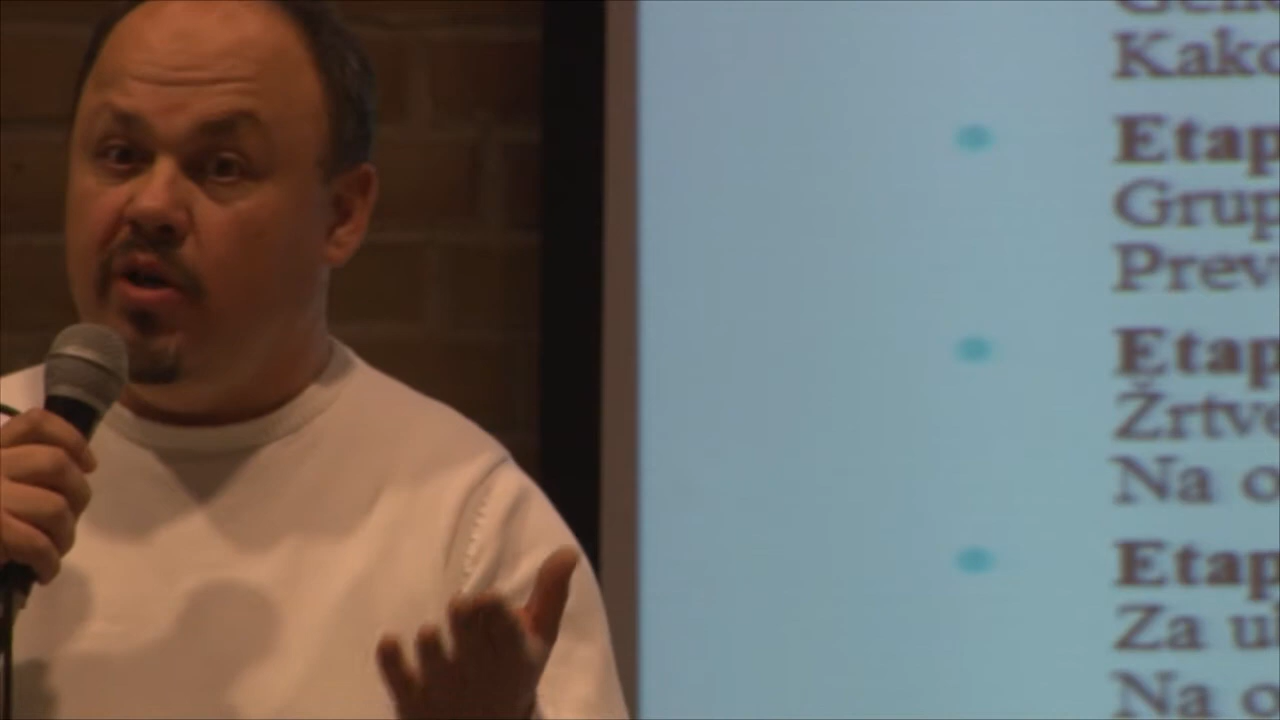 Kako
Etap
Grup
Prev
Etap
Žrtve
Na o
Etap
Za u
Na o